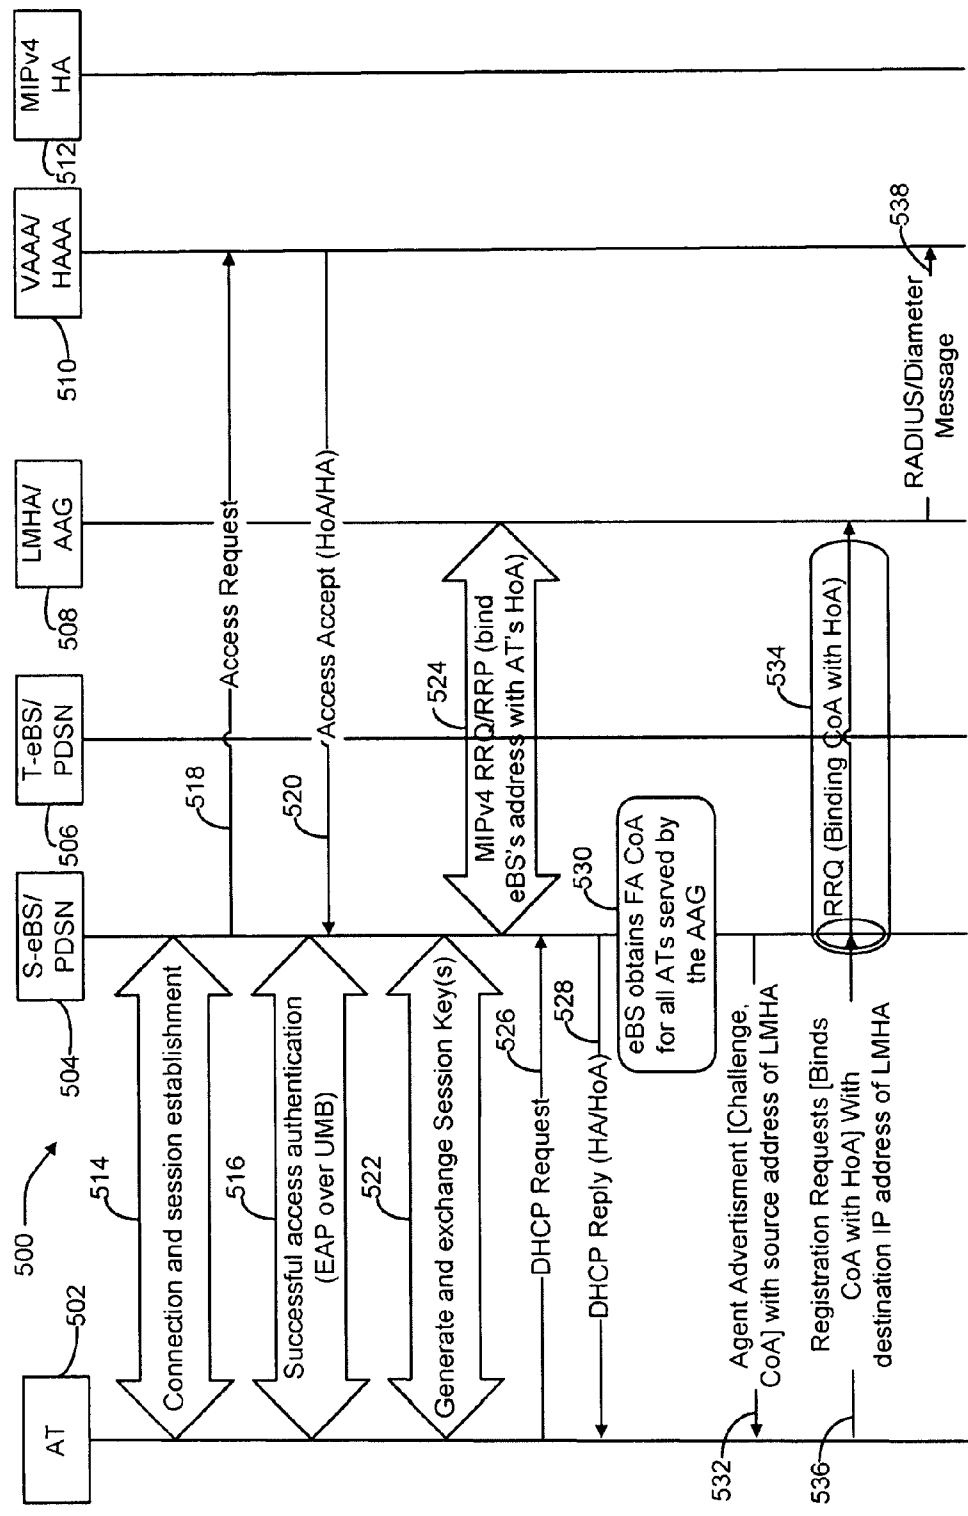 500
AT
502
S-eBS/
PDSN
504
T-eBS/
PDSN
506
LMHA/
AAG
508
VAAA/
HAAA
510
MIPv4
HA
512
514
Connection and session establishment
516
Successful access authentication
(EAP over UMB)
518
Access Request
520
Access Accept (HoA/HA)
522
Generate and exchange Session Key(s)
524
MIPv4 RRQ/RRP (bind
eBS's address with AT's HoA)
526
DHCP Request
528
DHCP Reply (HA/HoA)
530
eBS obtains FA CoA
for all ATs served by
the AAG
532
Agent Advertisment [Challenge,
CoA] with source address of LMHA
534
RRQ (Binding CoA with HoA)
536
Registration Requests [Binds
CoA with HoA] With
destination IP address of LMHA
538
RADIUS/Diameter
Message